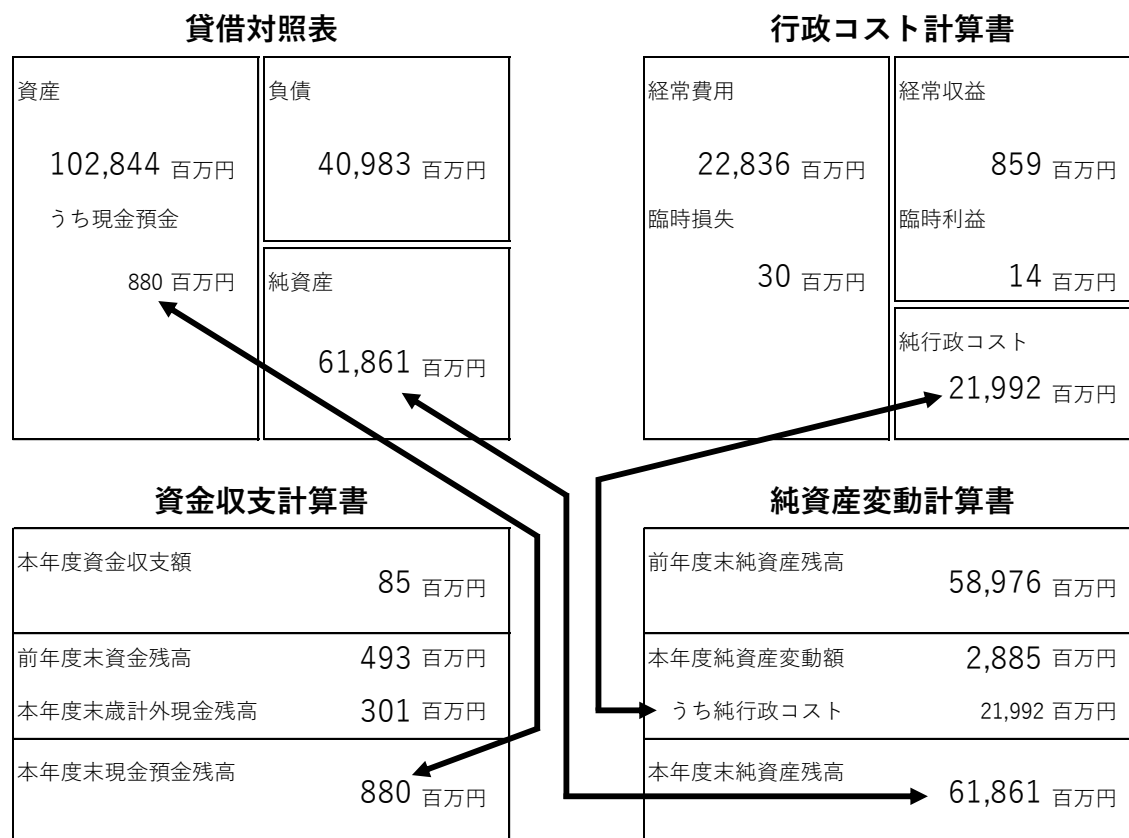 貸借対照表
資産
102,844 百万円
うち現金預金
880 百万円
負債
40,983 百万円
純資産
61,861 百万円
行政コスト計算書
経常費用
22,836 百万円
臨時損失
30 百万円
経常収益
859 百万円
臨時利益
14 百万円
純行政コスト
21,992 百万円
資金収支計算書
本年度資金収支額
85 百万円
前年度末資金残高 493 百万円
本年度末歳計外現金残高 301 百万円
本年度末現金預金残高
880 百万円
純資産変動計算書
前年度末純資産残高
58,976 百万円
本年度純資産変動額 2,885 百万円
うち純行政コスト 21,992 百万円
本年度末純資産残高
61,861 百万円